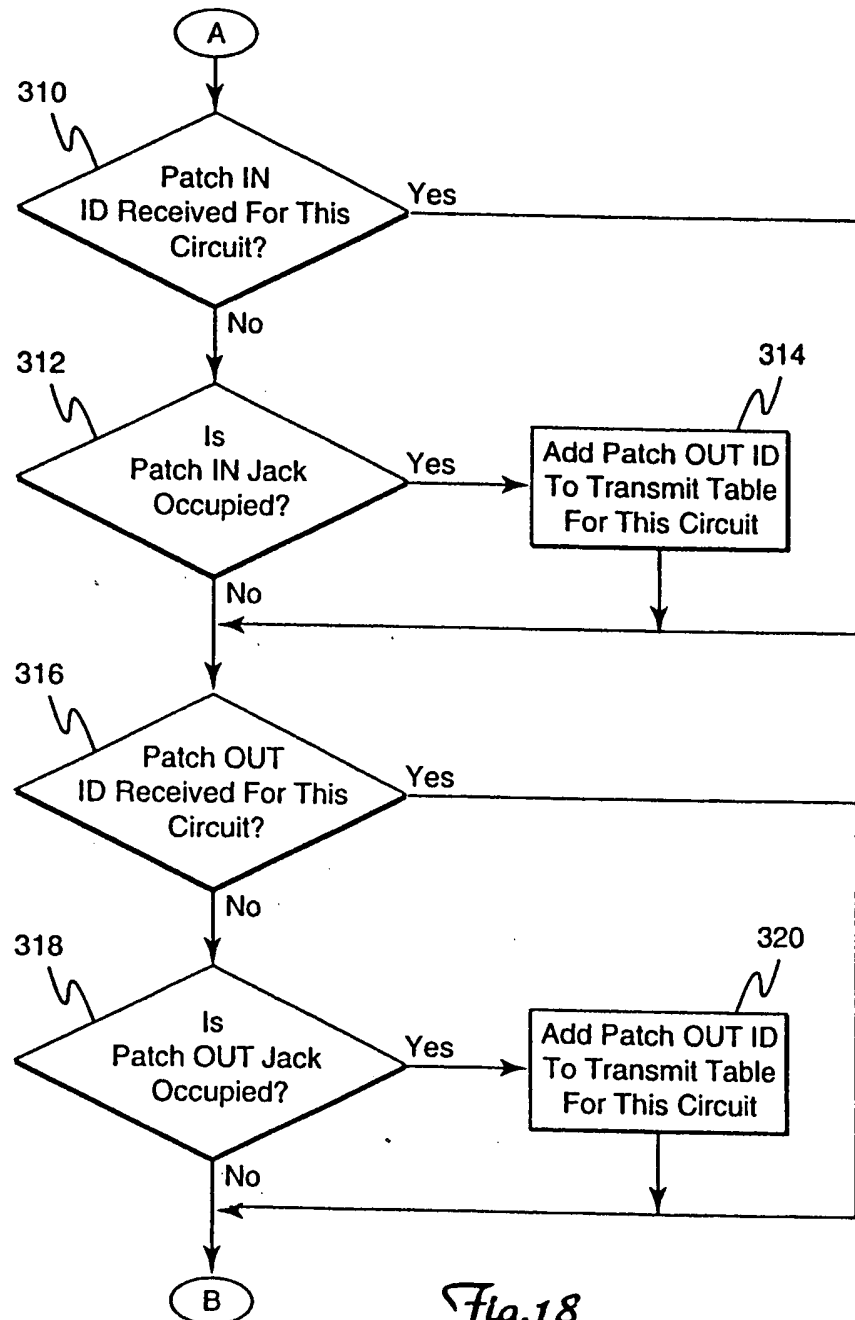 A
310
Patch IN
ID Received For This
Circuit?
Yes
No
312
Is
Patch IN Jack
Occupied?
Yes
314
Add Patch OUT ID
To Transmit Table
For This Circuit
No
316
Patch OUT
ID Received For This
Circuit?
Yes
No
318
Is
Patch OUT Jack
Occupied?
Yes
320
Add Patch OUT ID
To Transmit Table
For This Circuit
No
B
Fig. 18